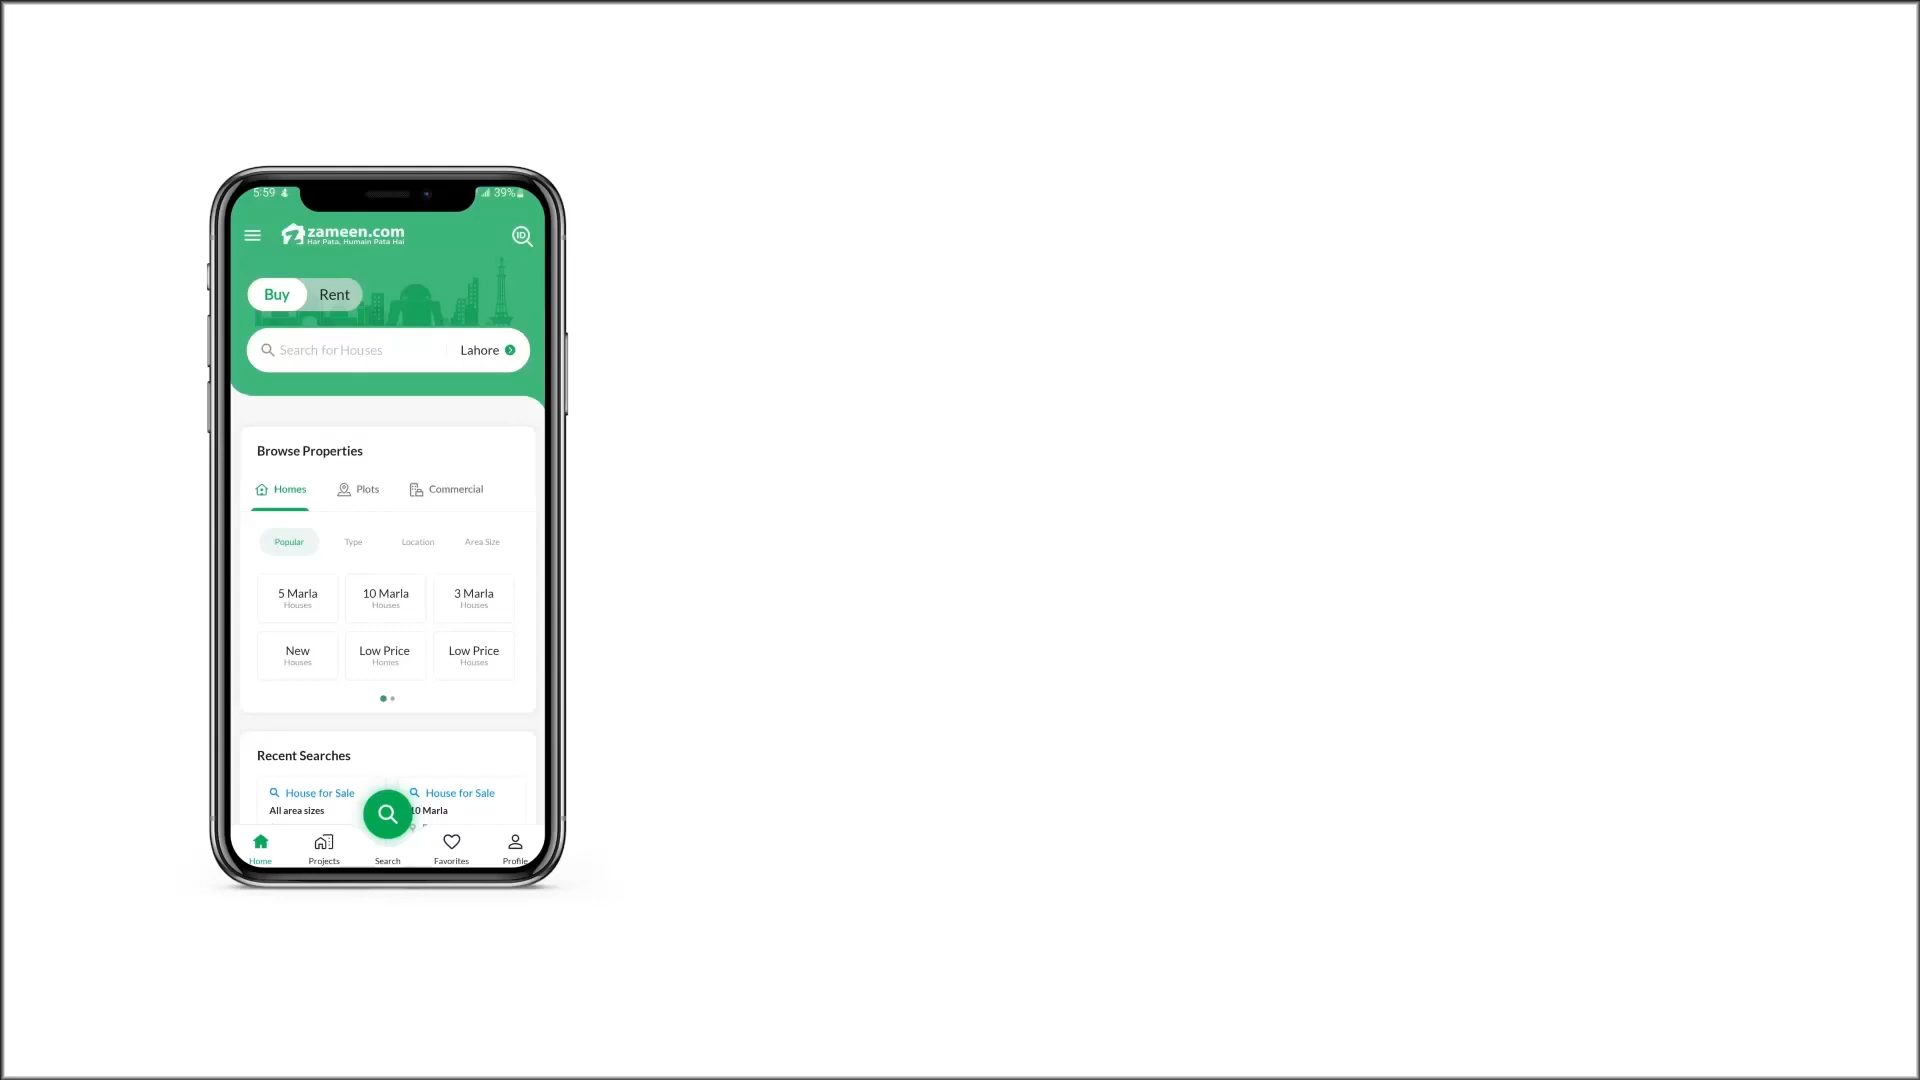 5:59
39%
zameen.com
Har Pata, Humain Pata Hai
ID
Buy Rent
Search for Houses Lahore
Browse Properties
Homes Plots Commercial
Popular Type Location Area Size
5 Marla 10 Marla 3 Marla
Houses Houses Houses
New Low Price Low Price
Houses Homes Houses
Recent Searches
House for Sale House for Sale
All area sizes 10 Marla
Home Projects Search Favorites Profile